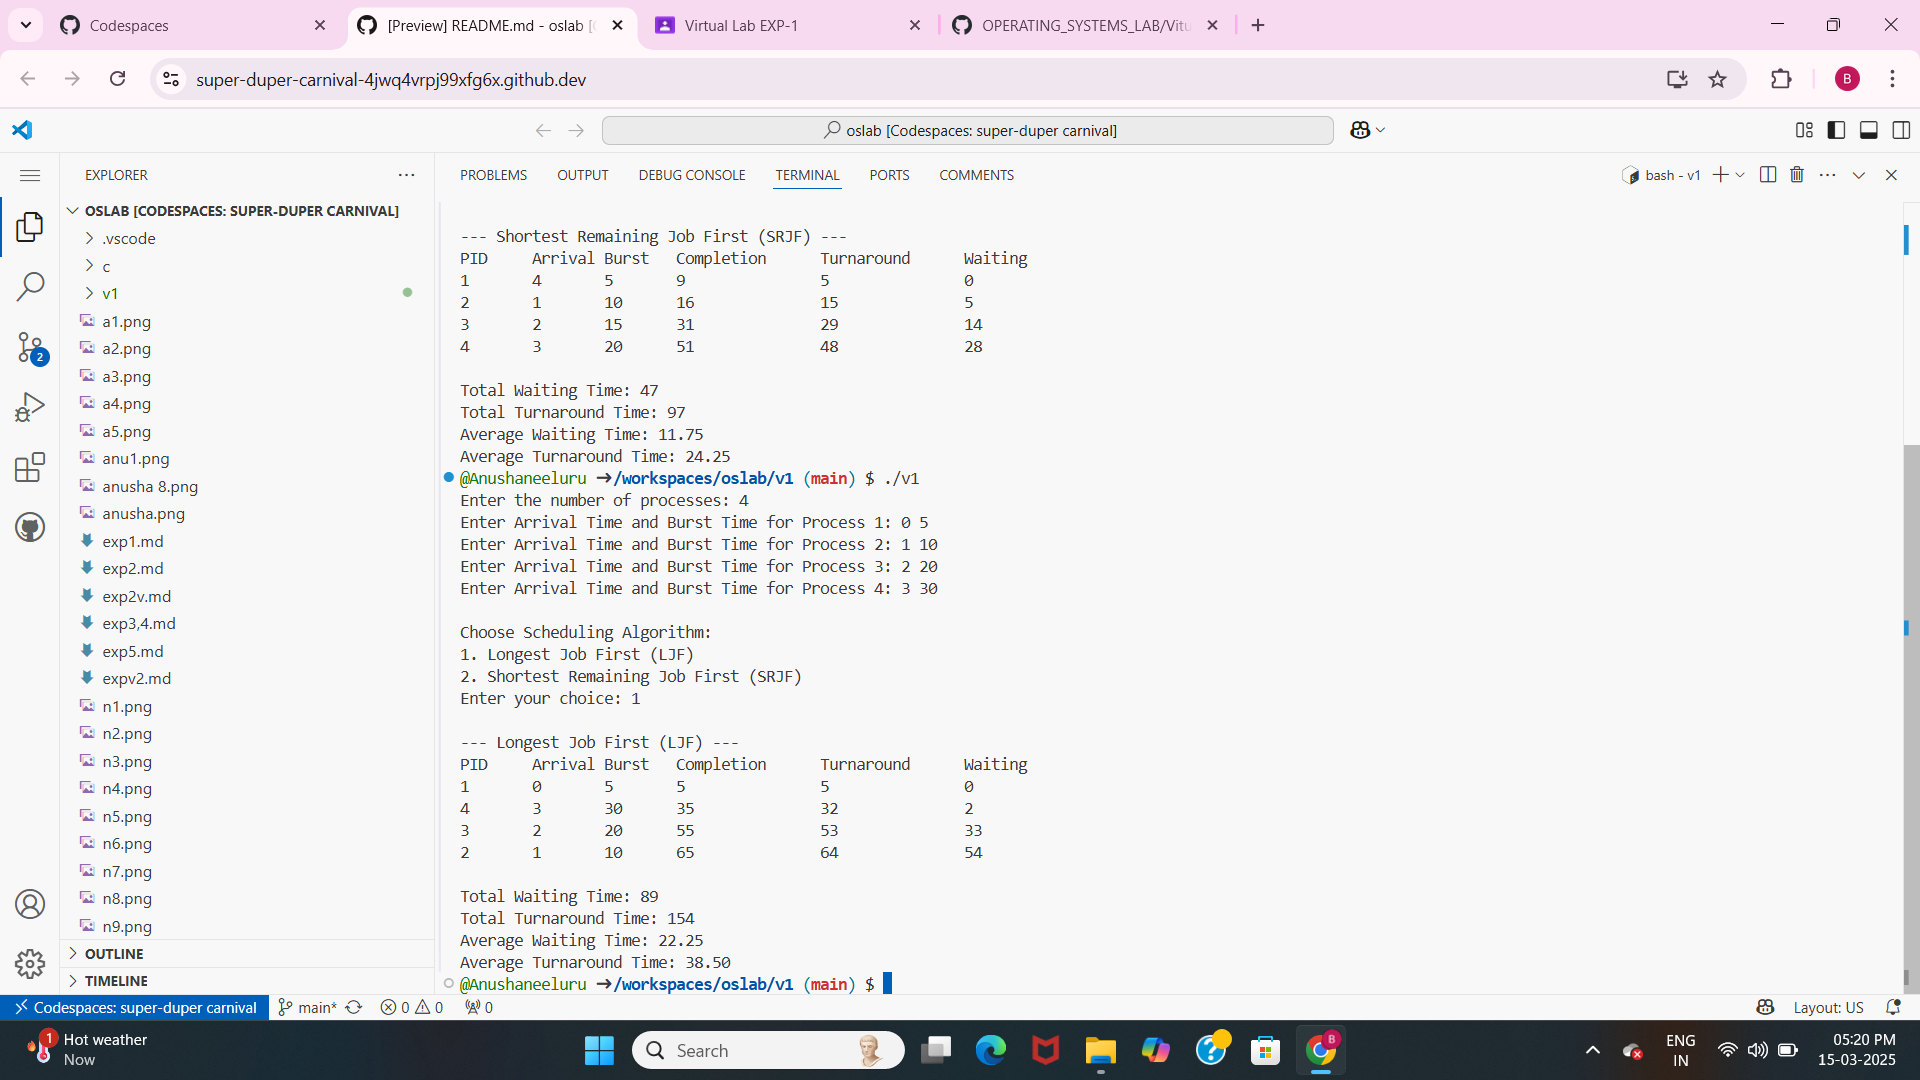 Codespaces
[Preview] README.md - oslab [C
Virtual Lab EXP-1
OPERATING_SYSTEMS_LAB/Vitu
super-duper-carnival-4jwq4vrpj99xfg6x.github.dev
B
oslab [Codespaces: super-duper carnival]
EXPLORER
PROBLEMS OUTPUT DEBUG CONSOLE TERMINAL PORTS COMMENTS
bash - v1
OSLAB [CODESPACES: SUPER-DUPER CARNIVAL]
.vscode
c
v1
a1.png
a2.png
a3.png
a4.png
a5.png
anu1.png
anusha 8.png
anusha.png
exp1.md
exp2.md
exp2v.md
exp3,4.md
exp5.md
expv2.md
n1.png
n2.png
n3.png
n4.png
n5.png
n6.png
n7.png
n8.png
n9.png
OUTLINE
TIMELINE
2
--- Shortest Remaining Job First (SRJF) ---
PID Arrival Burst Completion Turnaround Waiting
1 4 5 9 5 0
2 1 10 16 15 5
3 2 15 31 29 14
4 3 20 51 48 28
Total Waiting Time: 47
Total Turnaround Time: 97
Average Waiting Time: 11.75
Average Turnaround Time: 24.25
@Anushaneeluru ➜/workspaces/oslab/v1 (main) $ ./v1
Enter the number of processes: 4
Enter Arrival Time and Burst Time for Process 1: 0 5
Enter Arrival Time and Burst Time for Process 2: 1 10
Enter Arrival Time and Burst Time for Process 3: 2 20
Enter Arrival Time and Burst Time for Process 4: 3 30
Choose Scheduling Algorithm:
1. Longest Job First (LJF)
2. Shortest Remaining Job First (SRJF)
Enter your choice: 1
--- Longest Job First (LJF) ---
PID Arrival Burst Completion Turnaround Waiting
1 0 5 5 5 0
4 3 30 35 32 2
3 2 20 55 53 33
2 1 10 65 64 54
Total Waiting Time: 89
Total Turnaround Time: 154
Average Waiting Time: 22.25
Average Turnaround Time: 38.50
@Anushaneeluru ➜/workspaces/oslab/v1 (main) $
Codespaces: super-duper carnival main* 0 0 0
Layout: US
1
Hot weather
Now
Search
B
ENG
IN
05:20 PM
15-03-2025